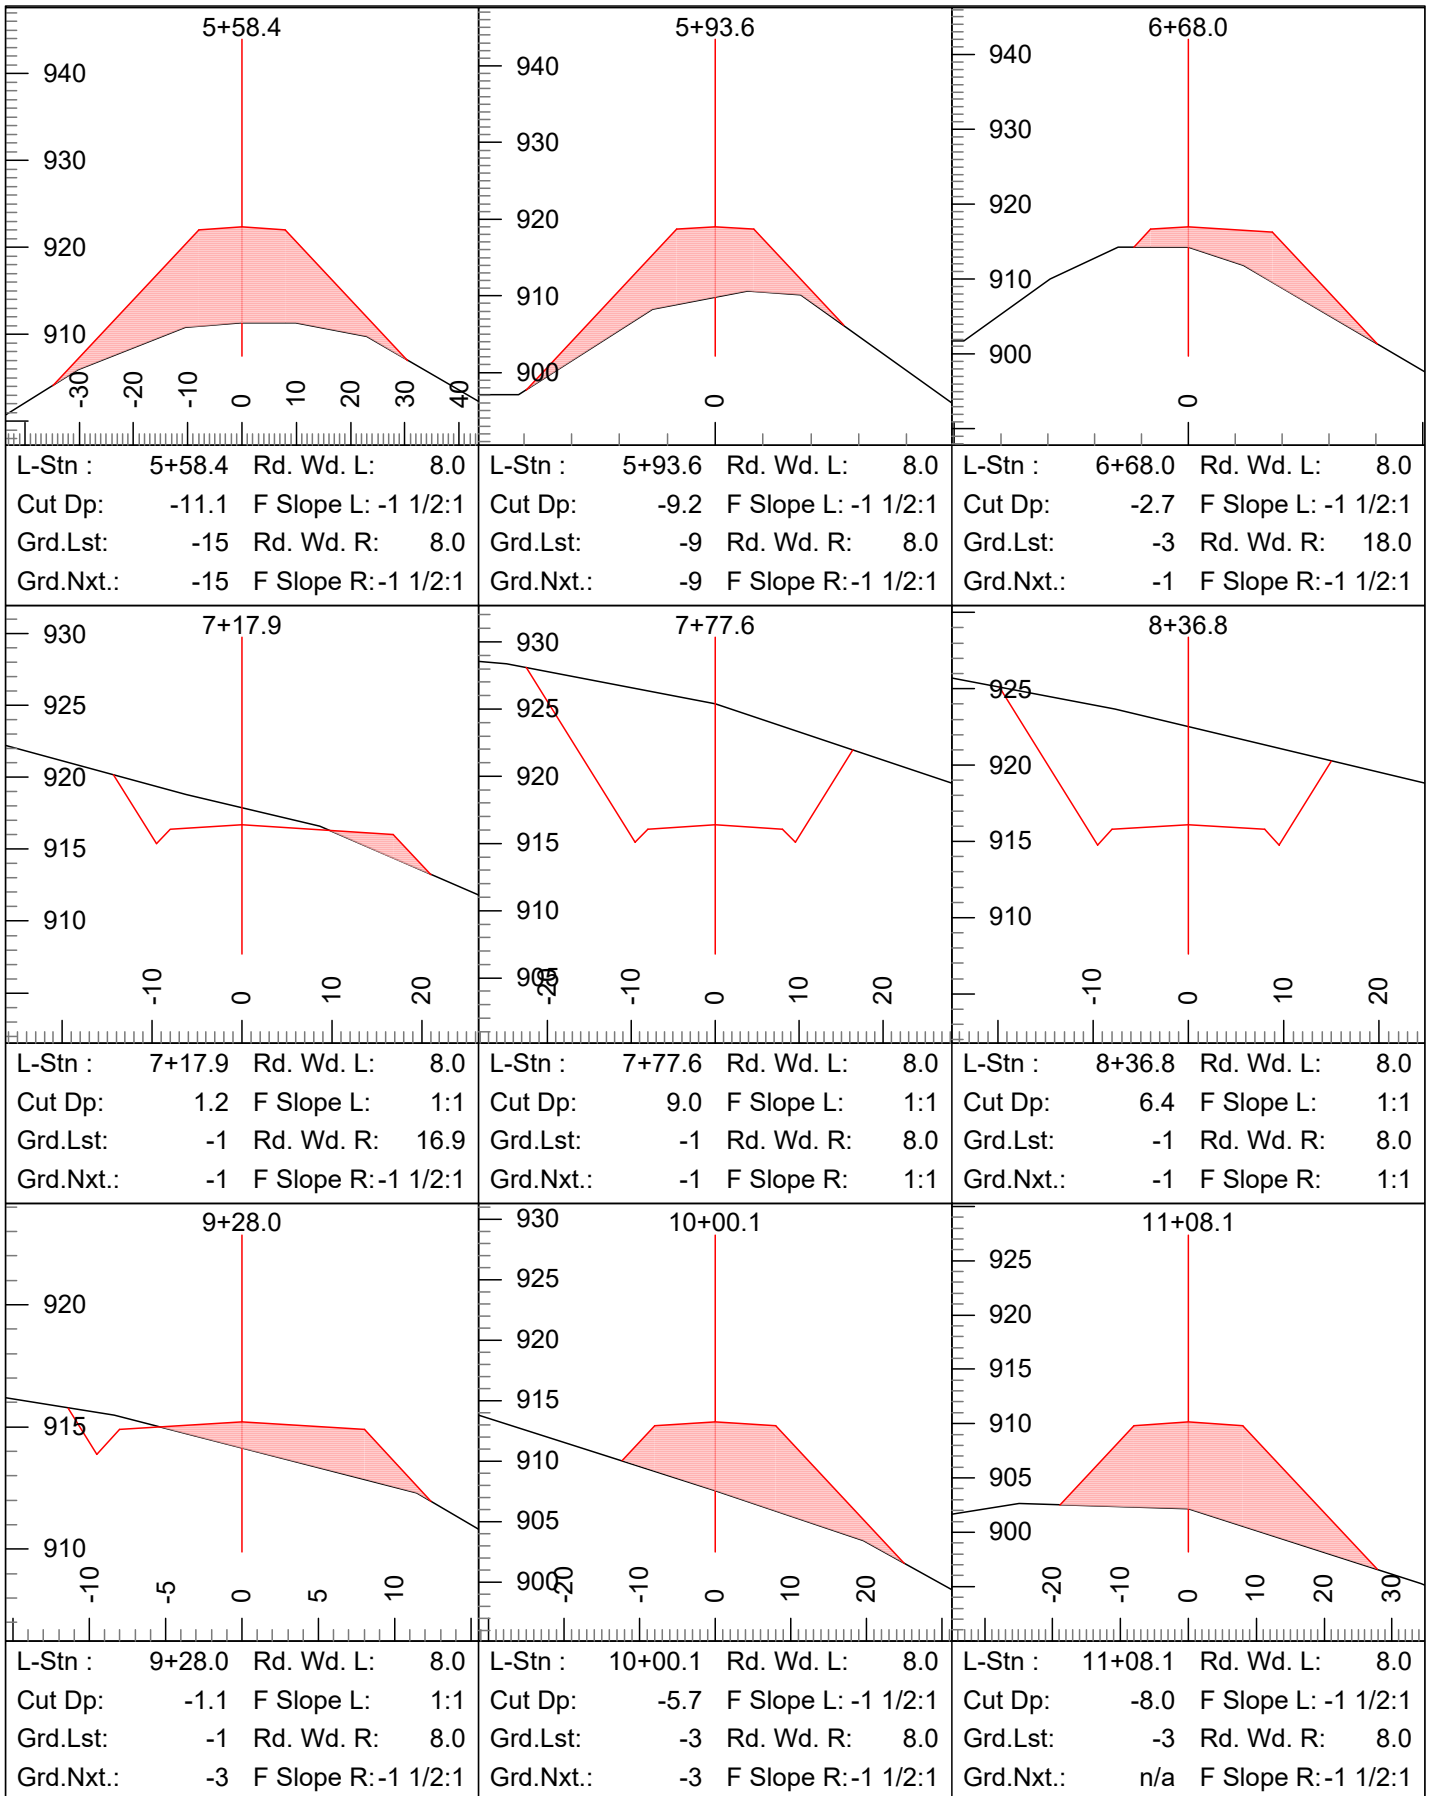 5+58.4
940
930
920
910
-30 -20 -10 0 10 20 30 40
L-Stn : 5+58.4 Rd. Wd. L: 8.0
Cut Dp: -11.1 F Slope L: -1 1/2:1
Grd.Lst: -15 Rd. Wd. R: 8.0
Grd.Nxt.: -15 F Slope R: -1 1/2:1
5+93.6
940
930
920
910
900
0
L-Stn : 5+93.6 Rd. Wd. L: 8.0
Cut Dp: -9.2 F Slope L: -1 1/2:1
Grd.Lst: -9 Rd. Wd. R: 8.0
Grd.Nxt.: -9 F Slope R: -1 1/2:1
6+68.0
940
930
920
910
900
0
L-Stn : 6+68.0 Rd. Wd. L: 8.0
Cut Dp: -2.7 F Slope L: -1 1/2:1
Grd.Lst: -3 Rd. Wd. R: 18.0
Grd.Nxt.: -1 F Slope R: -1 1/2:1
7+17.9
930
925
920
915
910
-10 0 10 20
L-Stn : 7+17.9 Rd. Wd. L: 8.0
Cut Dp: 1.2 F Slope L: 1:1
Grd.Lst: -1 Rd. Wd. R: 16.9
Grd.Nxt.: -1 F Slope R: -1 1/2:1
7+77.6
930
925
920
915
910
905
-20 -10 0 10 20
L-Stn : 7+77.6 Rd. Wd. L: 8.0
Cut Dp: 9.0 F Slope L: 1:1
Grd.Lst: -1 Rd. Wd. R: 8.0
Grd.Nxt.: -1 F Slope R: 1:1
8+36.8
925
920
915
910
-10 0 10 20
L-Stn : 8+36.8 Rd. Wd. L: 8.0
Cut Dp: 6.4 F Slope L: 1:1
Grd.Lst: -1 Rd. Wd. R: 8.0
Grd.Nxt.: -1 F Slope R: 1:1
9+28.0
920
915
910
-10 -5 0 5 10
L-Stn : 9+28.0 Rd. Wd. L: 8.0
Cut Dp: -1.1 F Slope L: 1:1
Grd.Lst: -1 Rd. Wd. R: 8.0
Grd.Nxt.: -3 F Slope R: -1 1/2:1
10+00.1
930
925
920
915
910
905
900
-20 -10 0 10 20
L-Stn : 10+00.1 Rd. Wd. L: 8.0
Cut Dp: -5.7 F Slope L: -1 1/2:1
Grd.Lst: -3 Rd. Wd. R: 8.0
Grd.Nxt.: -3 F Slope R: -1 1/2:1
11+08.1
925
920
915
910
905
900
-20 -10 0 10 20 30
L-Stn : 11+08.1 Rd. Wd. L: 8.0
Cut Dp: -8.0 F Slope L: -1 1/2:1
Grd.Lst: -3 Rd. Wd. R: 8.0
Grd.Nxt.: n/a F Slope R: -1 1/2:1